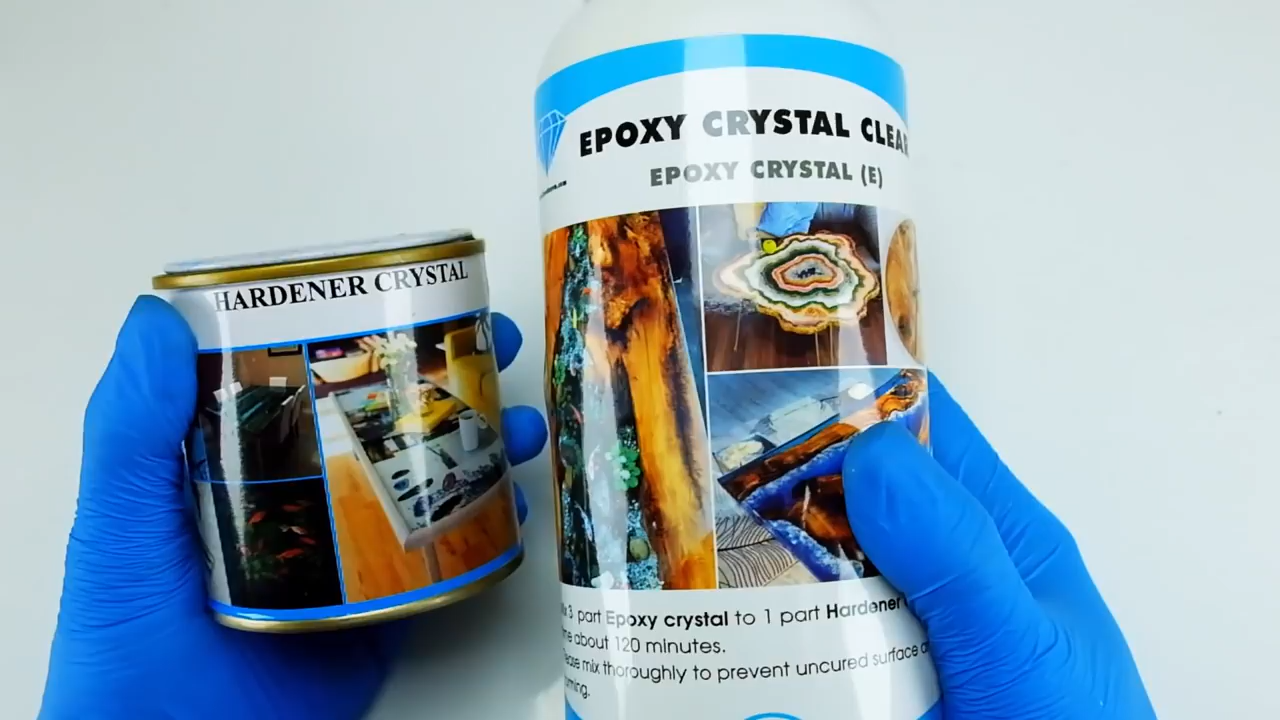 HARDENER CRYSTAL
EPOXY CRYSTAL CLEAR
EPOXY CRYSTAL (E)
3 part Epoxy crystal to 1 part Hardener
about 120 minutes.
mix thoroughly to prevent uncured surface